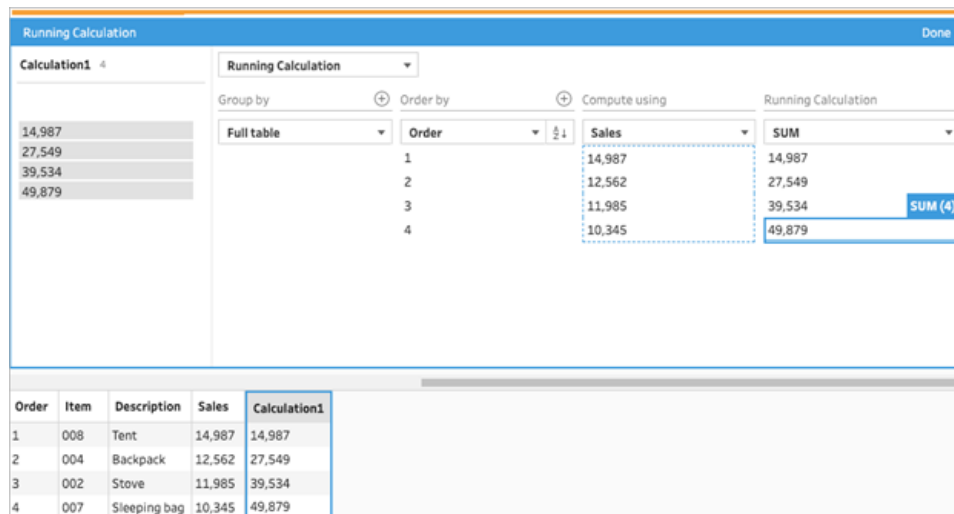 Running Calculation Done
Calculation1 4
Running Calculation
Group by Order by Compute using Running Calculation
Full table Order Sales SUM
14,987
27,549
39,534
49,879
1 14,987 14,987
2 12,562 27,549
3 11,985 39,534 SUM (4)
4 10,345 49,879
Order Item Description Sales Calculation1
1 008 Tent 14,987 14,987
2 004 Backpack 12,562 27,549
3 002 Stove 11,985 39,534
4 007 Sleeping bag 10,345 49,879